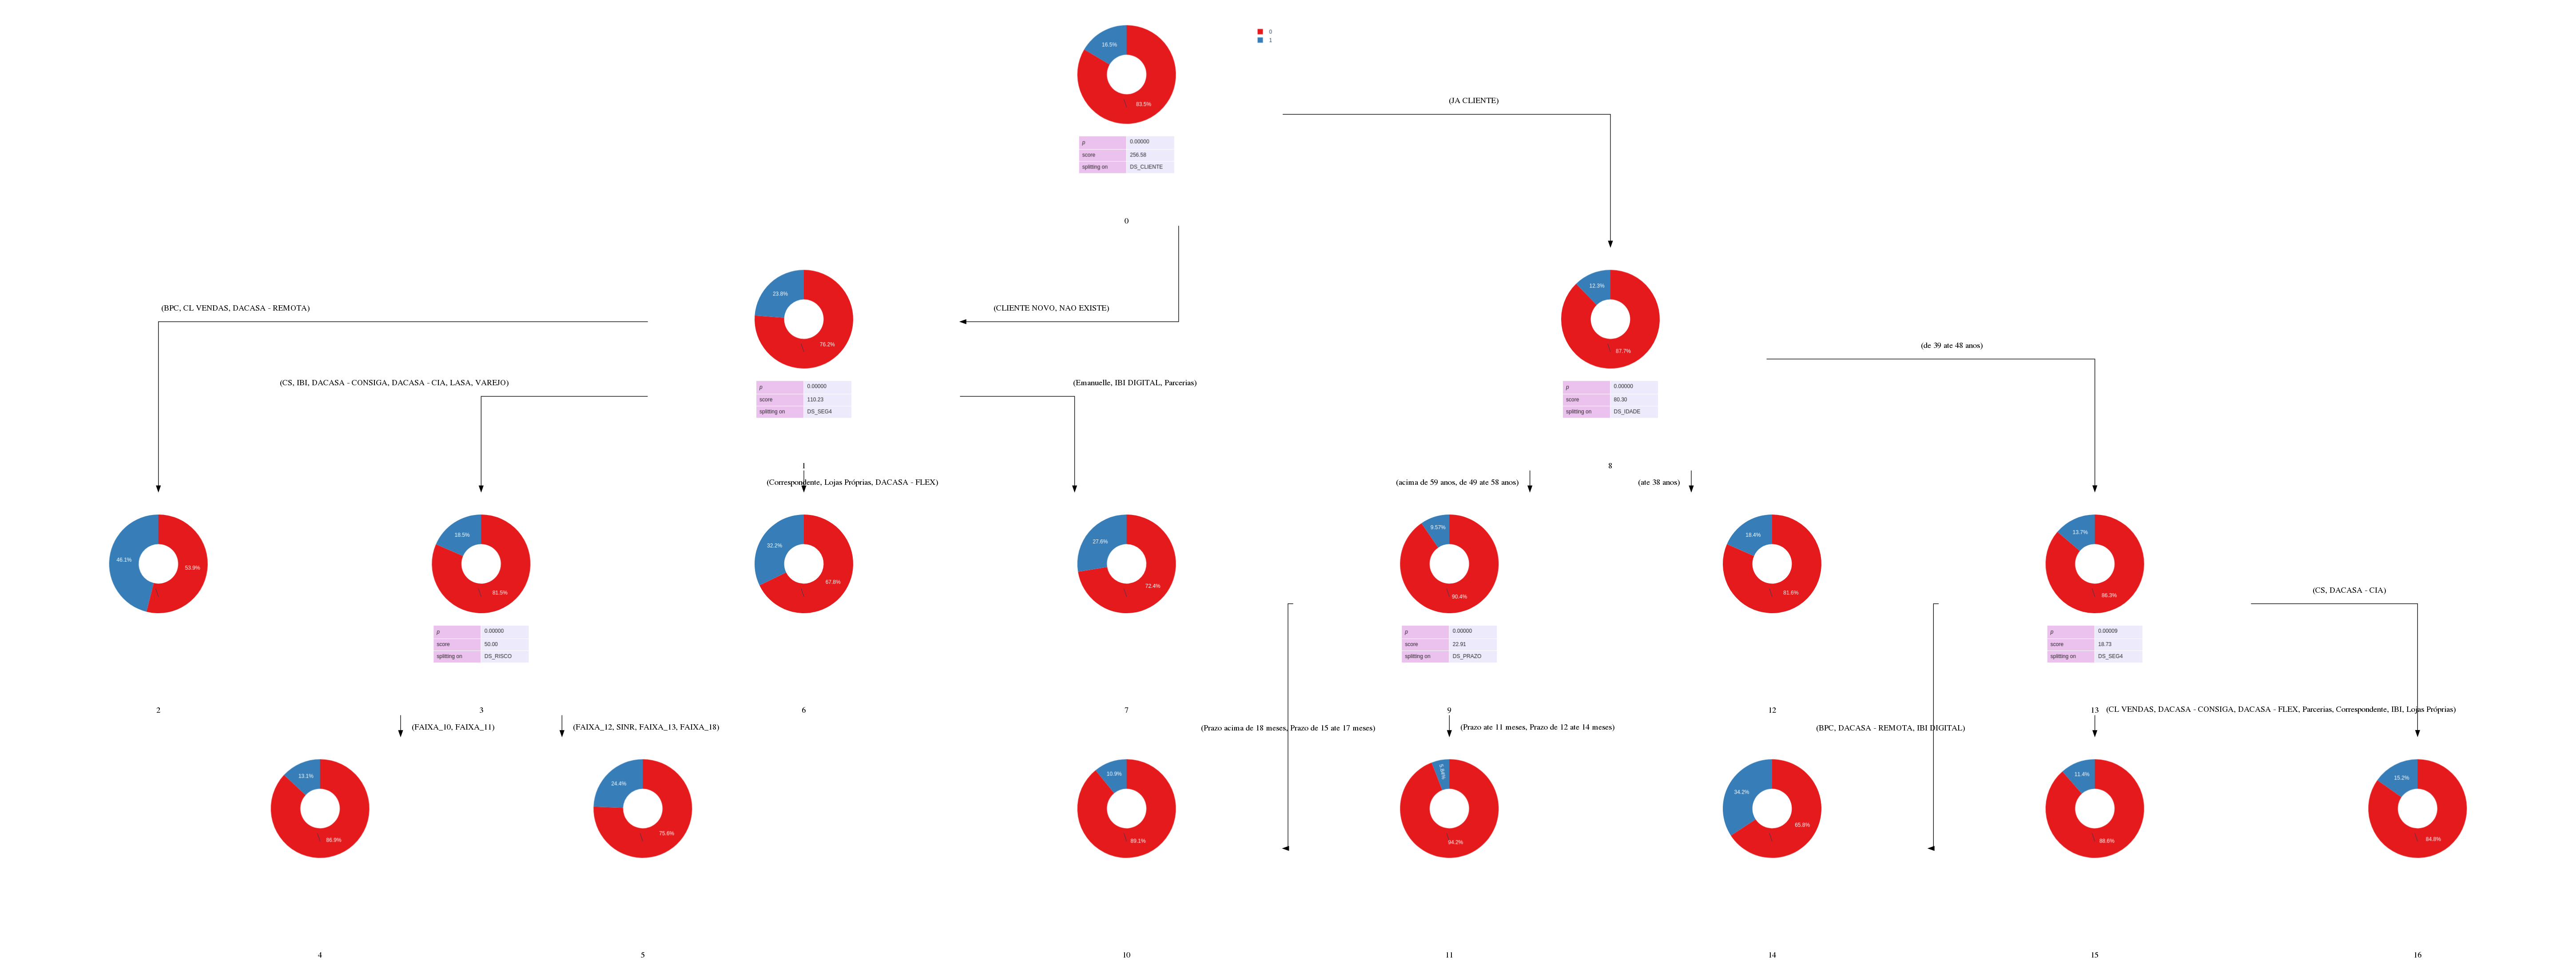 0
1
16.5%
83.5%
(JA CLIENTE)
p 0.00000
score 256.58
splitting on DS_CLIENTE
0
(BPC, CL VENDAS, DACASA - REMOTA)
(CLIENTE NOVO, NAO EXISTE)
23.8%
76.2%
12.3%
87.7%
(de 39 ate 48 anos)
(CS, IBI, DACASA - CONSIGA, DACASA - CIA, LASA, VAREJO)
(Emanuelle, IBI DIGITAL, Parcerias)
p 0.00000
score 110.23
splitting on DS_SEG4
p 0.00000
score 80.30
splitting on DS_IDADE
1
8
(Correspondente, Lojas Próprias, DACASA - FLEX)
(acima de 59 anos, de 49 ate 58 anos)
(ate 38 anos)
46.1%
53.9%
18.5%
81.5%
32.2%
67.8%
27.6%
72.4%
9.57%
90.4%
18.4%
81.6%
13.7%
86.3%
(CS, DACASA - CIA)
p 0.00000
score 50.00
splitting on DS_RISCO
p 0.00000
score 22.91
splitting on DS_PRAZO
p 0.00009
score 18.73
splitting on DS_SEG4
2
3
6
7
9
12
13
(CL VENDAS, DACASA - CONSIGA, DACASA - FLEX, Parcerias, Correspondente, IBI, Lojas Próprias)
(FAIXA_10, FAIXA_11)
(FAIXA_12, SINR, FAIXA_13, FAIXA_18)
(Prazo acima de 18 meses, Prazo de 15 ate 17 meses)
(Prazo ate 11 meses, Prazo de 12 ate 14 meses)
(BPC, DACASA - REMOTA, IBI DIGITAL)
13.1%
86.9%
24.4%
75.6%
10.9%
89.1%
94.2%
34.2%
65.8%
11.4%
88.6%
15.2%
84.8%
4
5
10
11
14
15
16